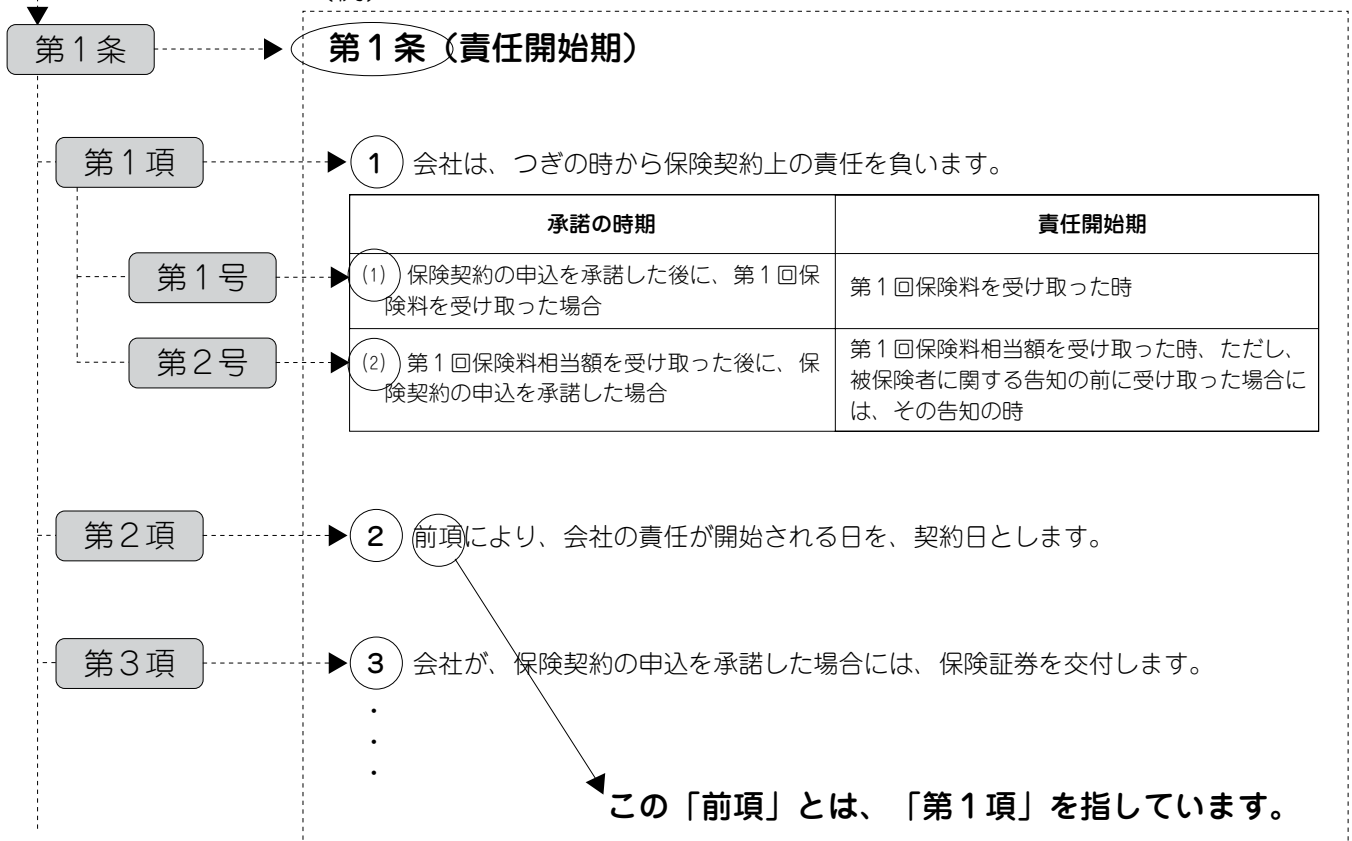 第1条
第1条(責任開始期)
第1項
1 会社は、つぎの時から保険契約上の責任を負います。
承諾の時期
責任開始期
第1号
(1) 保険契約の申込を承諾した後に、第1回保
険料を受け取った場合
第1回保険料を受け取った時
第2号
(2) 第1回保険料相当額を受け取った後に、保
険契約の申込を承諾した場合
第1回保険料相当額を受け取った時、ただし、
被保険者に関する告知の前に受け取った場合に
は、その告知の時
第2項
2 前項により、会社の責任が開始される日を、契約日とします。
第3項
3 会社が、保険契約の申込を承諾した場合には、保険証券を交付します。
・
・
・
この「前項」とは、「第1項」を指しています。